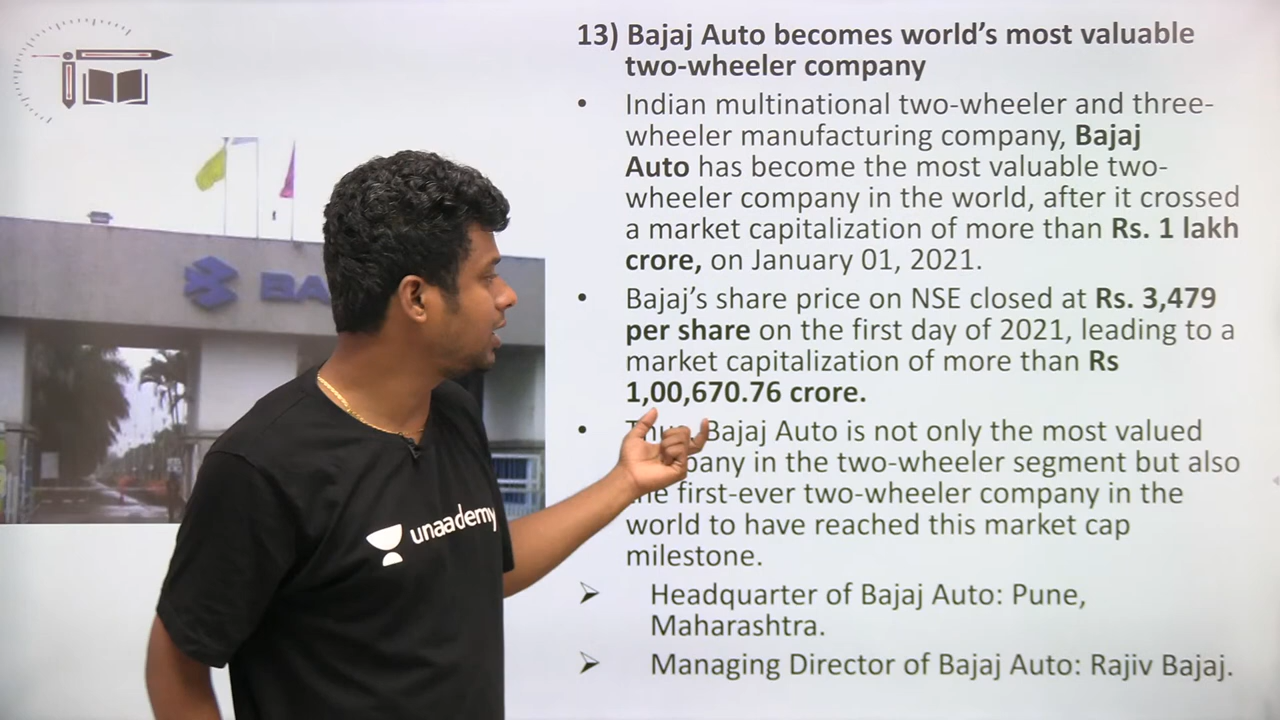 13) Bajaj Auto becomes world's most valuable
two-wheeler company
• Indian multinational two-wheeler and three-
wheeler manufacturing company, Bajaj
Auto has become the most valuable two-
wheeler company in the world, after it crossed
a market capitalization of more than Rs. 1 lakh
crore, on January 01, 2021.
• Bajaj's share price on NSE closed at Rs. 3,479
per share on the first day of 2021, leading to a
market capitalization of more than Rs
1,00,670.76 crore.
• Bajaj Auto is not only the most valued
pany in the two-wheeler segment but also
the first-ever two-wheeler company in the
world to have reached this market cap
milestone.
➢ Headquarter of Bajaj Auto: Pune,
Maharashtra.
➢ Managing Director of Bajaj Auto: Rajiv Bajaj.
BA
unaademy